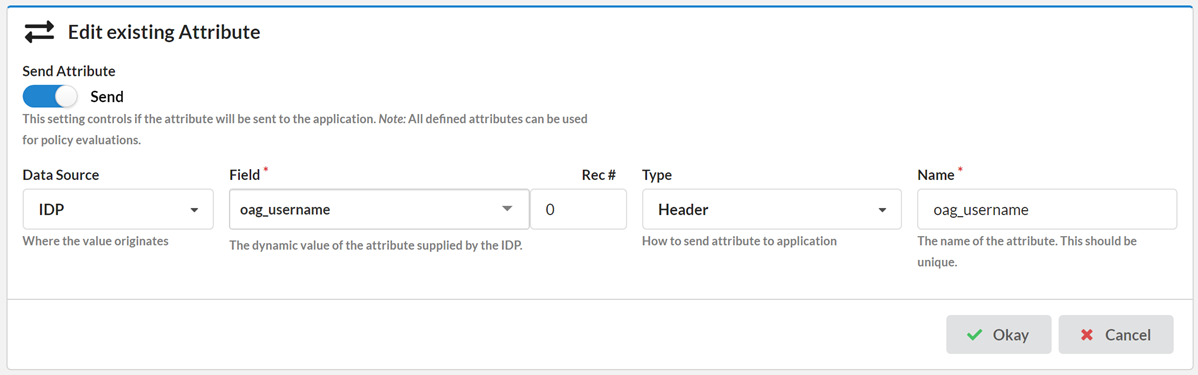 Edit existing Attribute
Send Attribute
Send
This setting controls if the attribute will be sent to the application. Note: All defined attributes can be used
for policy evaluations.
Data Source Field * Rec # Type Name *
IDP oag_username 0 Header oag_username
Where the value originates The dynamic value of the attribute supplied by the IDP. How to send attribute to application The name of the attribute. This should be
unique.
Okay Cancel